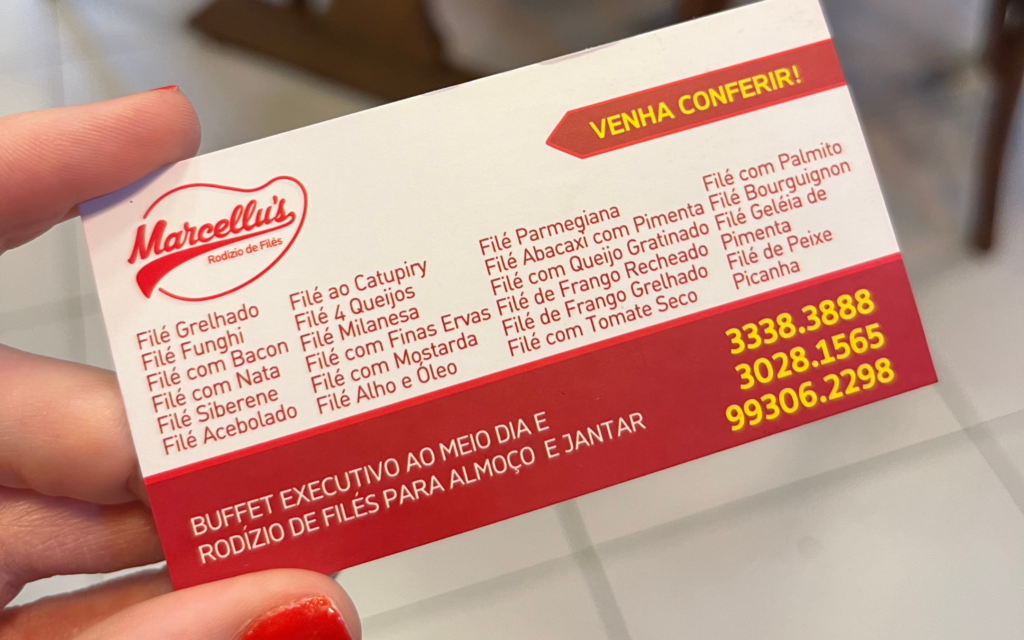 VENHA CONFERIR!
Marcellu's
Rodízio de Filés
Filé Grelhado
Filé Funghi
Filé com Bacon
Filé com Nata
Filé Siberene
Filé Acebolado
Filé ao Catupiry
Filé 4 Queijos
Filé Milanesa
Filé com Finas Ervas
Filé com Mostarda
Filé Alho e Óleo
Filé Parmegiana
Filé Abacaxi com Pimenta
Filé com Queijo Gratinado
Filé de Frango Recheado
Filé de Frango Grelhado
Filé com Tomate Seco
Filé com Palmito
Filé Bourguignon
Filé Geléia de
Pimenta
Filé de Peixe
Picanha
3338.3888
3028.1565
99306.2298
BUFFET EXECUTIVO AO MEIO DIA E
RODÍZIO DE FILÉS PARA ALMOÇO E JANTAR